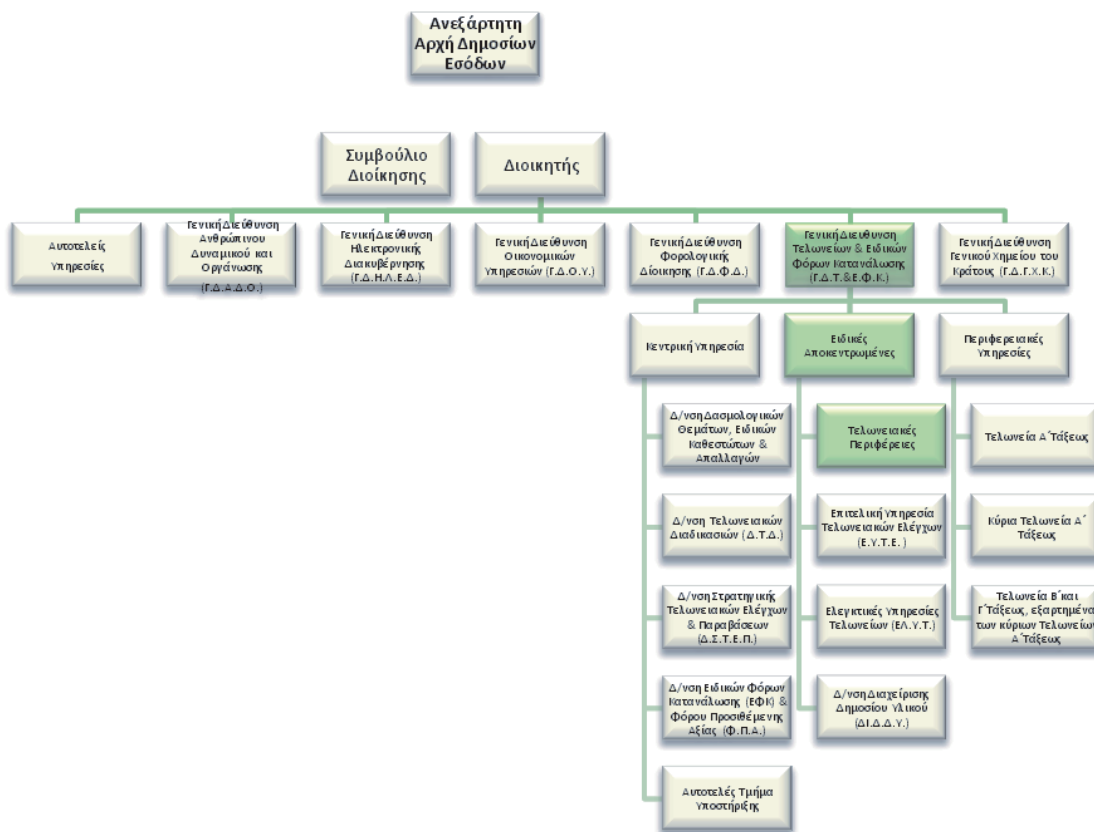 Ανεξάρτητη
Αρχή Δημοσίων
Εσόδων
Συμβούλιο
Διοίκησης
Διοικητής
Αυτοτελείς
Υπηρεσίες
Γενική Διεύθυνση
Ανθρώπινου
Δυναμικού και
Οργάνωσης
(Γ.Δ.Α.Δ.Ο.)
Γενική Διεύθυνση
Ηλεκτρονικής
Διακυβέρνησης
(Γ.Δ.Η.Λ.Ε.Δ.)
Γενική Διεύθυνση
Οικονομικών
Υπηρεσιών (Γ.Δ.Ο.Υ.)
Γενική Διεύθυνση
Φορολογικής
Δίοικησης (Γ.Δ.Φ.Δ.)
Γενική Διευθυνση
Τελωνείων & Ειδικών
Φόρων Κατανάλωσης
(Γ.Δ.Τ.&Ε.Φ.Κ.)
Γενική Διεύθυνση
Γενικού Χημείου του
Κράτους (Γ.Δ.Γ.Χ.Κ.)
Κεντρική Υπηρεσία
Ειδικές
Αποκεντρωμένες
Περιφερειακές
Υπηρεσίες
Δ/νση Δασμολογικών
Θεμάτων, Ειδικών
Καθεστώτων &
Απαλλαγών
Τελωνειακές
Περιφέρειες
Τελωνεία Α΄Τάξεως
Δ/νση Τελωνειακών
Διαδικασιών (Δ.Τ.Δ.)
Επιτελική Υπηρεσία
Τελωνειακών Ελέγχων
(Ε.Υ.Τ.Ε.)
Κύρια Τελωνεία Α΄
Τάξεως
Δ/νση Στρατηγικής
Τελωνειακών Ελέγχων
& Παραβάσεων
(Δ.Σ.Τ.Ε.Π.)
Ελεγκτικές Υπηρεσίες
Τελωνείων (ΕΛ.Υ.Τ.)
Τελωνεία Β΄και
Γ΄Τάξεως, εξαρτημένα
των κύριων Τελωνείων
Α΄Τάξεως
Δ/νση Ειδικών Φόρων
Κατανάλωσης (ΕΦΚ) &
Φόρου Προσιθέμενης
Αξίας (Φ.Π.Α.)
Δ/νση Διαχείρισης
Δημοσίου Υλικού
(ΔΙ.Δ.Δ.Υ.)
Αυτοτελές Τμήμα
Υποστήριξης